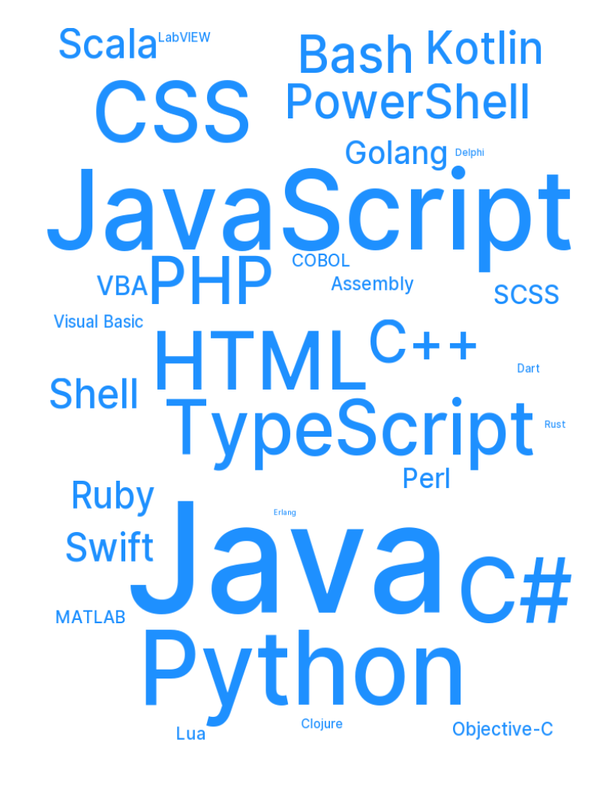 Scala LabVIEW
Bash Kotlin
CSS PowerShell
Golang Delphi
JavaScript
VBA PHP COBOL
Assembly SCSS
Visual Basic
HTML C++
Dart
Shell
TypeScript Rust
Perl
Ruby
Erlang
Swift Java C#
MATLAB
Python
Lua Clojure Objective-C